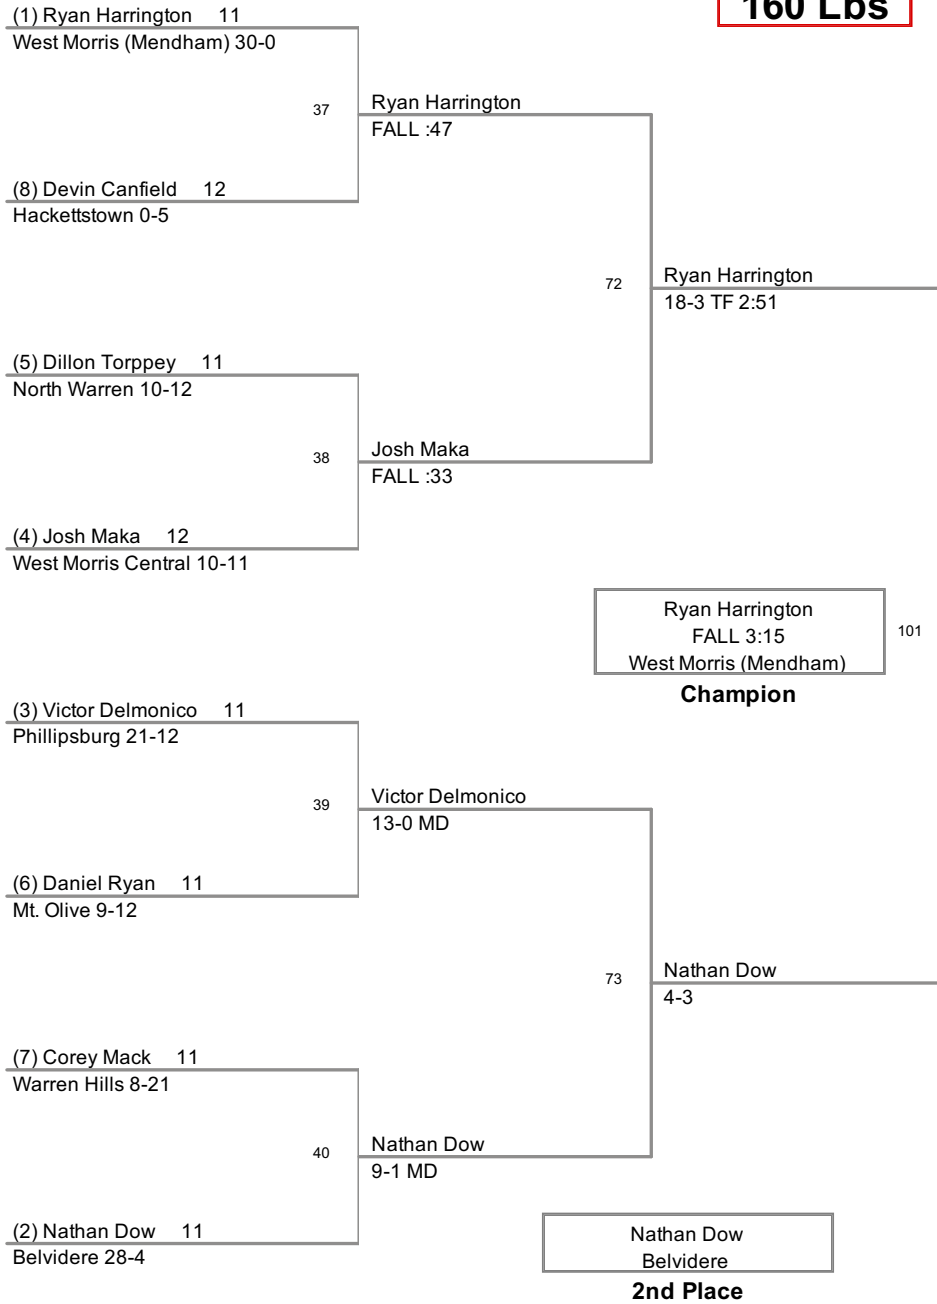 160 Lbs
(1) Ryan Harrington 11
West Morris (Mendham) 30-0
37
Ryan Harrington
FALL :47
(8) Devin Canfield 12
Hackettstown 0-5
72
Ryan Harrington
18-3 TF 2:51
(5) Dillon Torppey 11
North Warren 10-12
38
Josh Maka
FALL :33
(4) Josh Maka 12
West Morris Central 10-11
Ryan Harrington
FALL 3:15
West Morris (Mendham)
101
Champion
(3) Victor Delmonico 11
Phillipsburg 21-12
39
Victor Delmonico
13-0 MD
(6) Daniel Ryan 11
Mt. Olive 9-12
73
Nathan Dow
4-3
(7) Corey Mack 11
Warren Hills 8-21
40
Nathan Dow
9-1 MD
(2) Nathan Dow 11
Belvidere 28-4
Nathan Dow
Belvidere
2nd Place